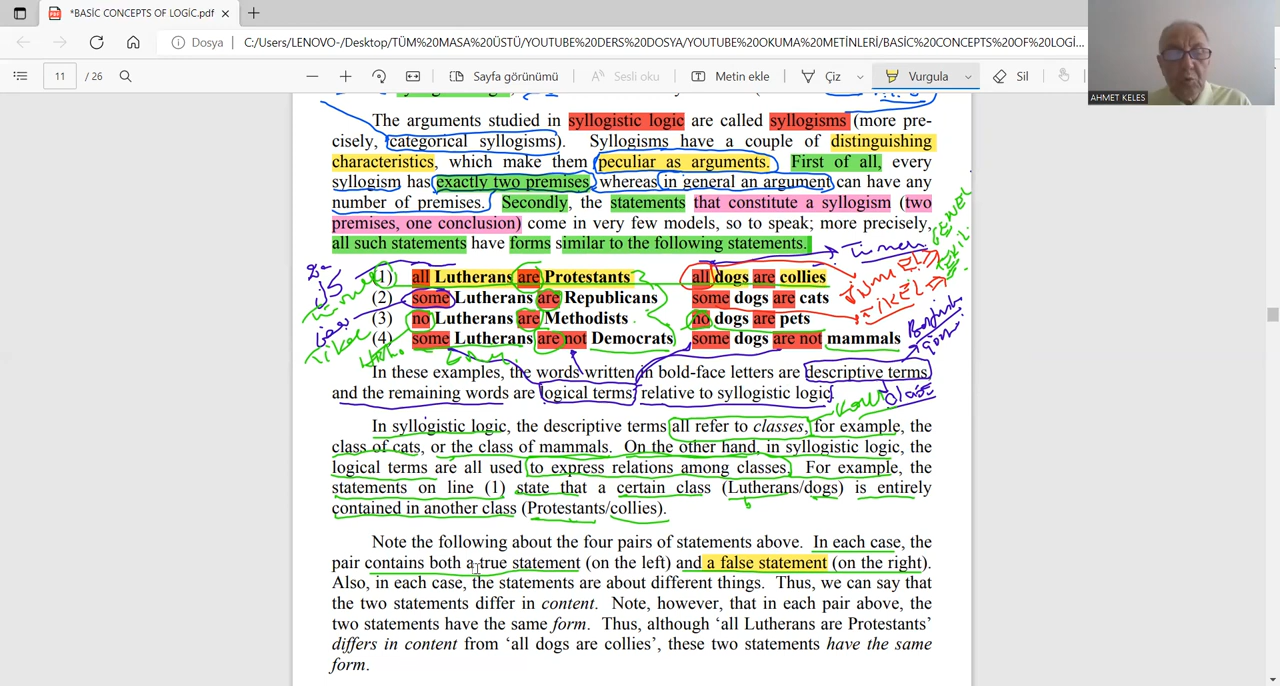 *BASİC CONCEPTS OF LOGİC.pdf
Dosya C:/Users/LENOVO-/Desktop/TÜM%20MASA%20ÜSTÜ/YOUTUBE%20DERS%20DOSYA/YOUTUBE%20OKUMA%20METİNLERİ/BASİC%20CONCEPTS%20OF%20LOGİ...
11 / 26 Sayfa görünümü Sesli oku Metin ekle Çiz Vurgula Sil
AHMET KELES
The arguments studied in syllogistic logic are called syllogisms (more pre-
cisely, categorical syllogisms). Syllogisms have a couple of distinguishing
characteristics, which make them peculiar as arguments. First of all, every
syllogism has exactly two premises, whereas in general an argument can have any
number of premises. Secondly, the statements that constitute a syllogism (two
premises, one conclusion) come in very few models, so to speak; more precisely,
all such statements have forms similar to the following statements.
(1) all Lutherans are Protestants all dogs are collies
(2) some Lutherans are Republicans some dogs are cats
(3) no Lutherans are Methodists no dogs are pets
(4) some Lutherans are not Democrats some dogs are not mammals
In these examples, the words written in bold-face letters are descriptive terms,
and the remaining words are logical terms, relative to syllogistic logic.
In syllogistic logic, the descriptive terms all refer to classes, for example, the
class of cats, or the class of mammals. On the other hand, in syllogistic logic, the
logical terms are all used to express relations among classes. For example, the
statements on line (1) state that a certain class (Lutherans/dogs) is entirely
contained in another class (Protestants/collies).
Note the following about the four pairs of statements above. In each case, the
pair contains both a true statement (on the left) and a false statement (on the right).
Also, in each case, the statements are about different things. Thus, we can say that
the two statements differ in content. Note, however, that in each pair above, the
two statements have the same form. Thus, although ‘all Lutherans are Protestants’
differs in content from ‘all dogs are collies’, these two statements have the same
form.